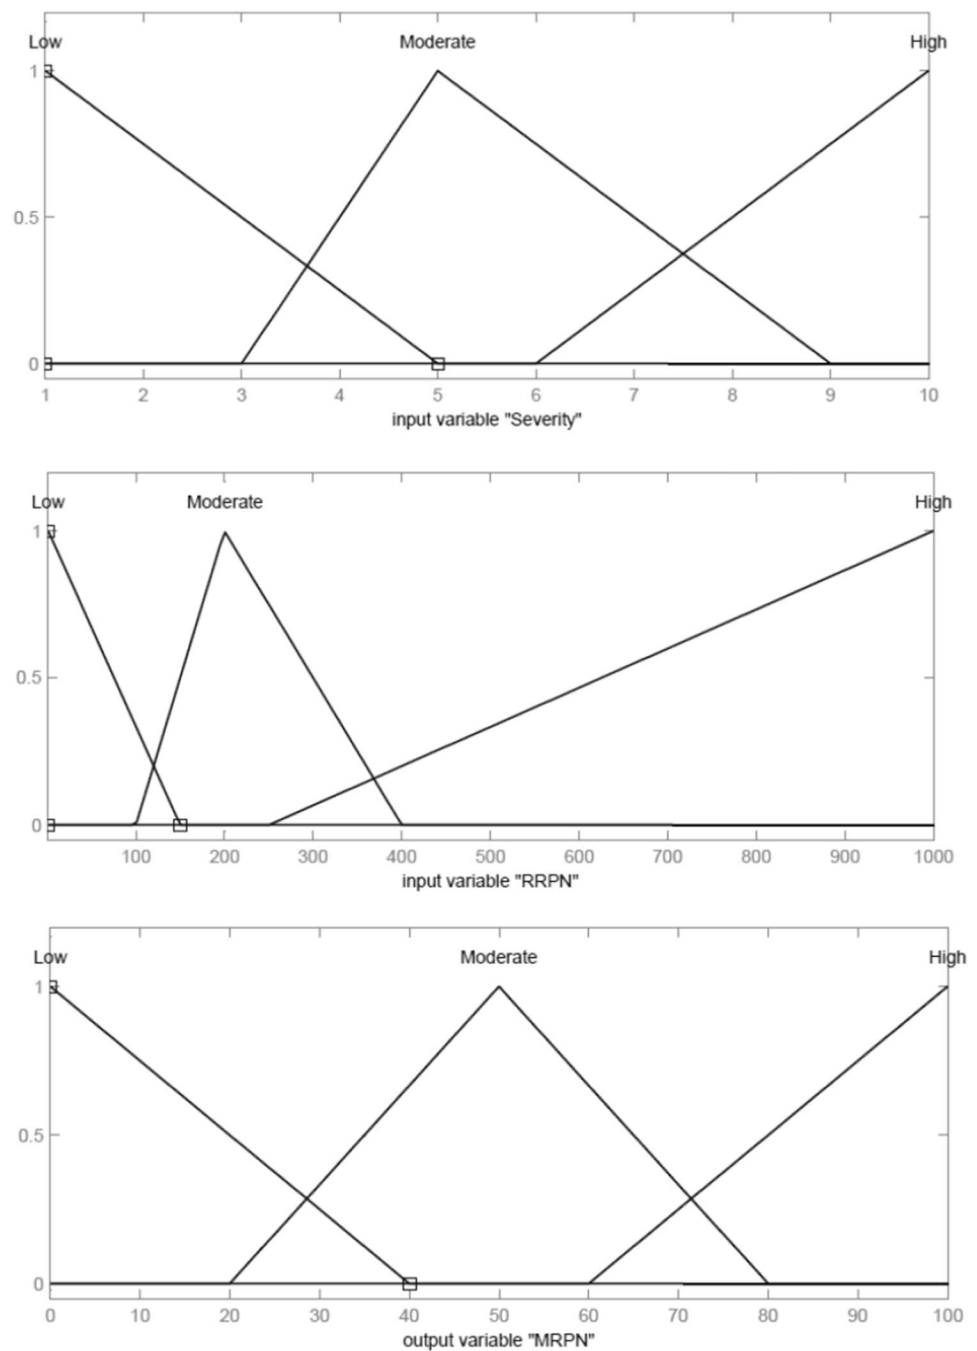 Low Moderate High
1
0.5
0
1 2 3 4 5 6 7 8 9 10
input variable "Severity"
Low Moderate High
1
0.5
0
100 200 300 400 500 600 700 800 900 1000
input variable "RRPN"
Low Moderate High
1
0.5
0
0 10 20 30 40 50 60 70 80 90 100
output variable "MRPN"